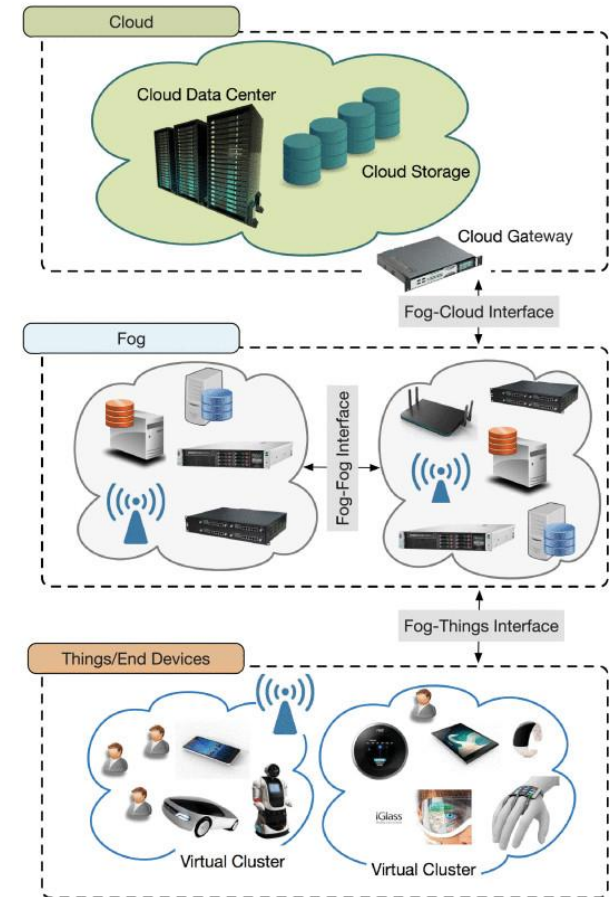 Cloud
Cloud Data Center
Cloud Storage
Cloud Gateway
Fog-Cloud Interface
Fog
Fog-Fog Interface
Fog-Things Interface
Things/End Devices
iGlass
Virtual Cluster
Virtual Cluster